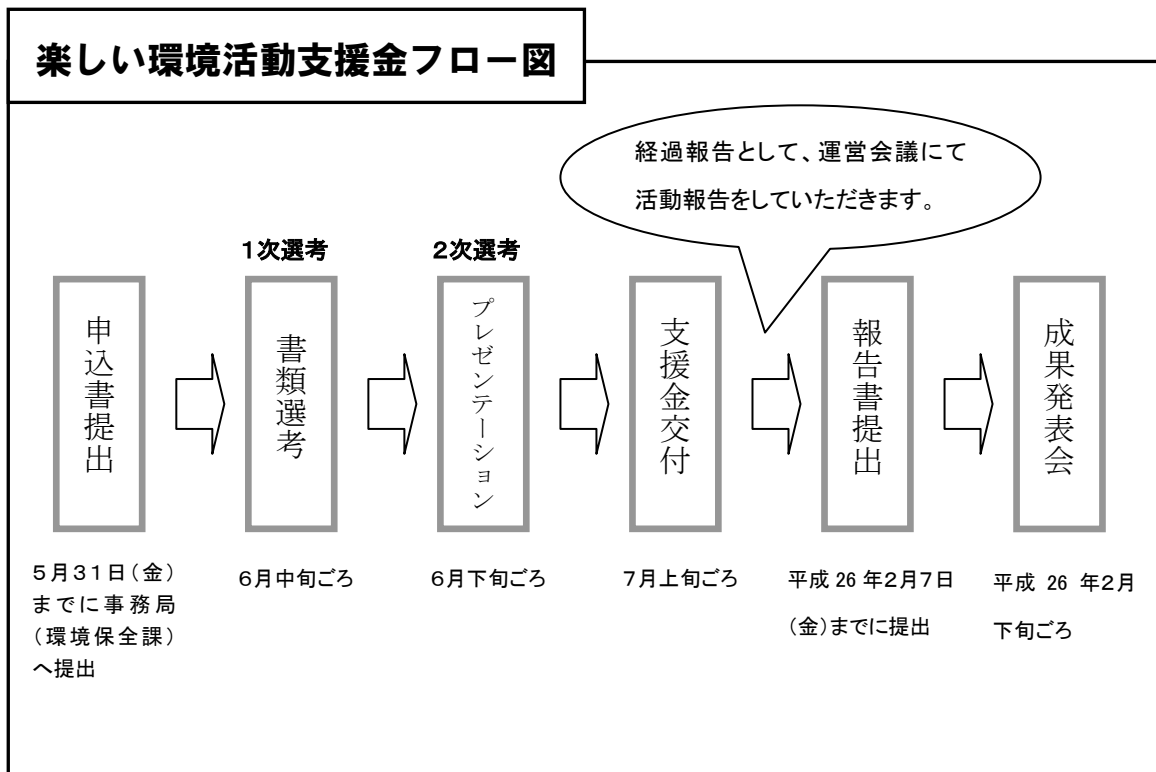 楽しい環境活動支援金フロー図
経過報告として、運営会議にて
活動報告をしていただきます。
1次選考
2次選考
申込書提出
書類選考
プレゼンテーション
支援金交付
報告書提出
成果発表会
5月31日(金)
までに事務局
(環境保全課)
へ提出
6月中旬ごろ
6月下旬ごろ
7月上旬ごろ
平成26年2月7日
(金)までに提出
平成 26 年2月
下旬ごろ